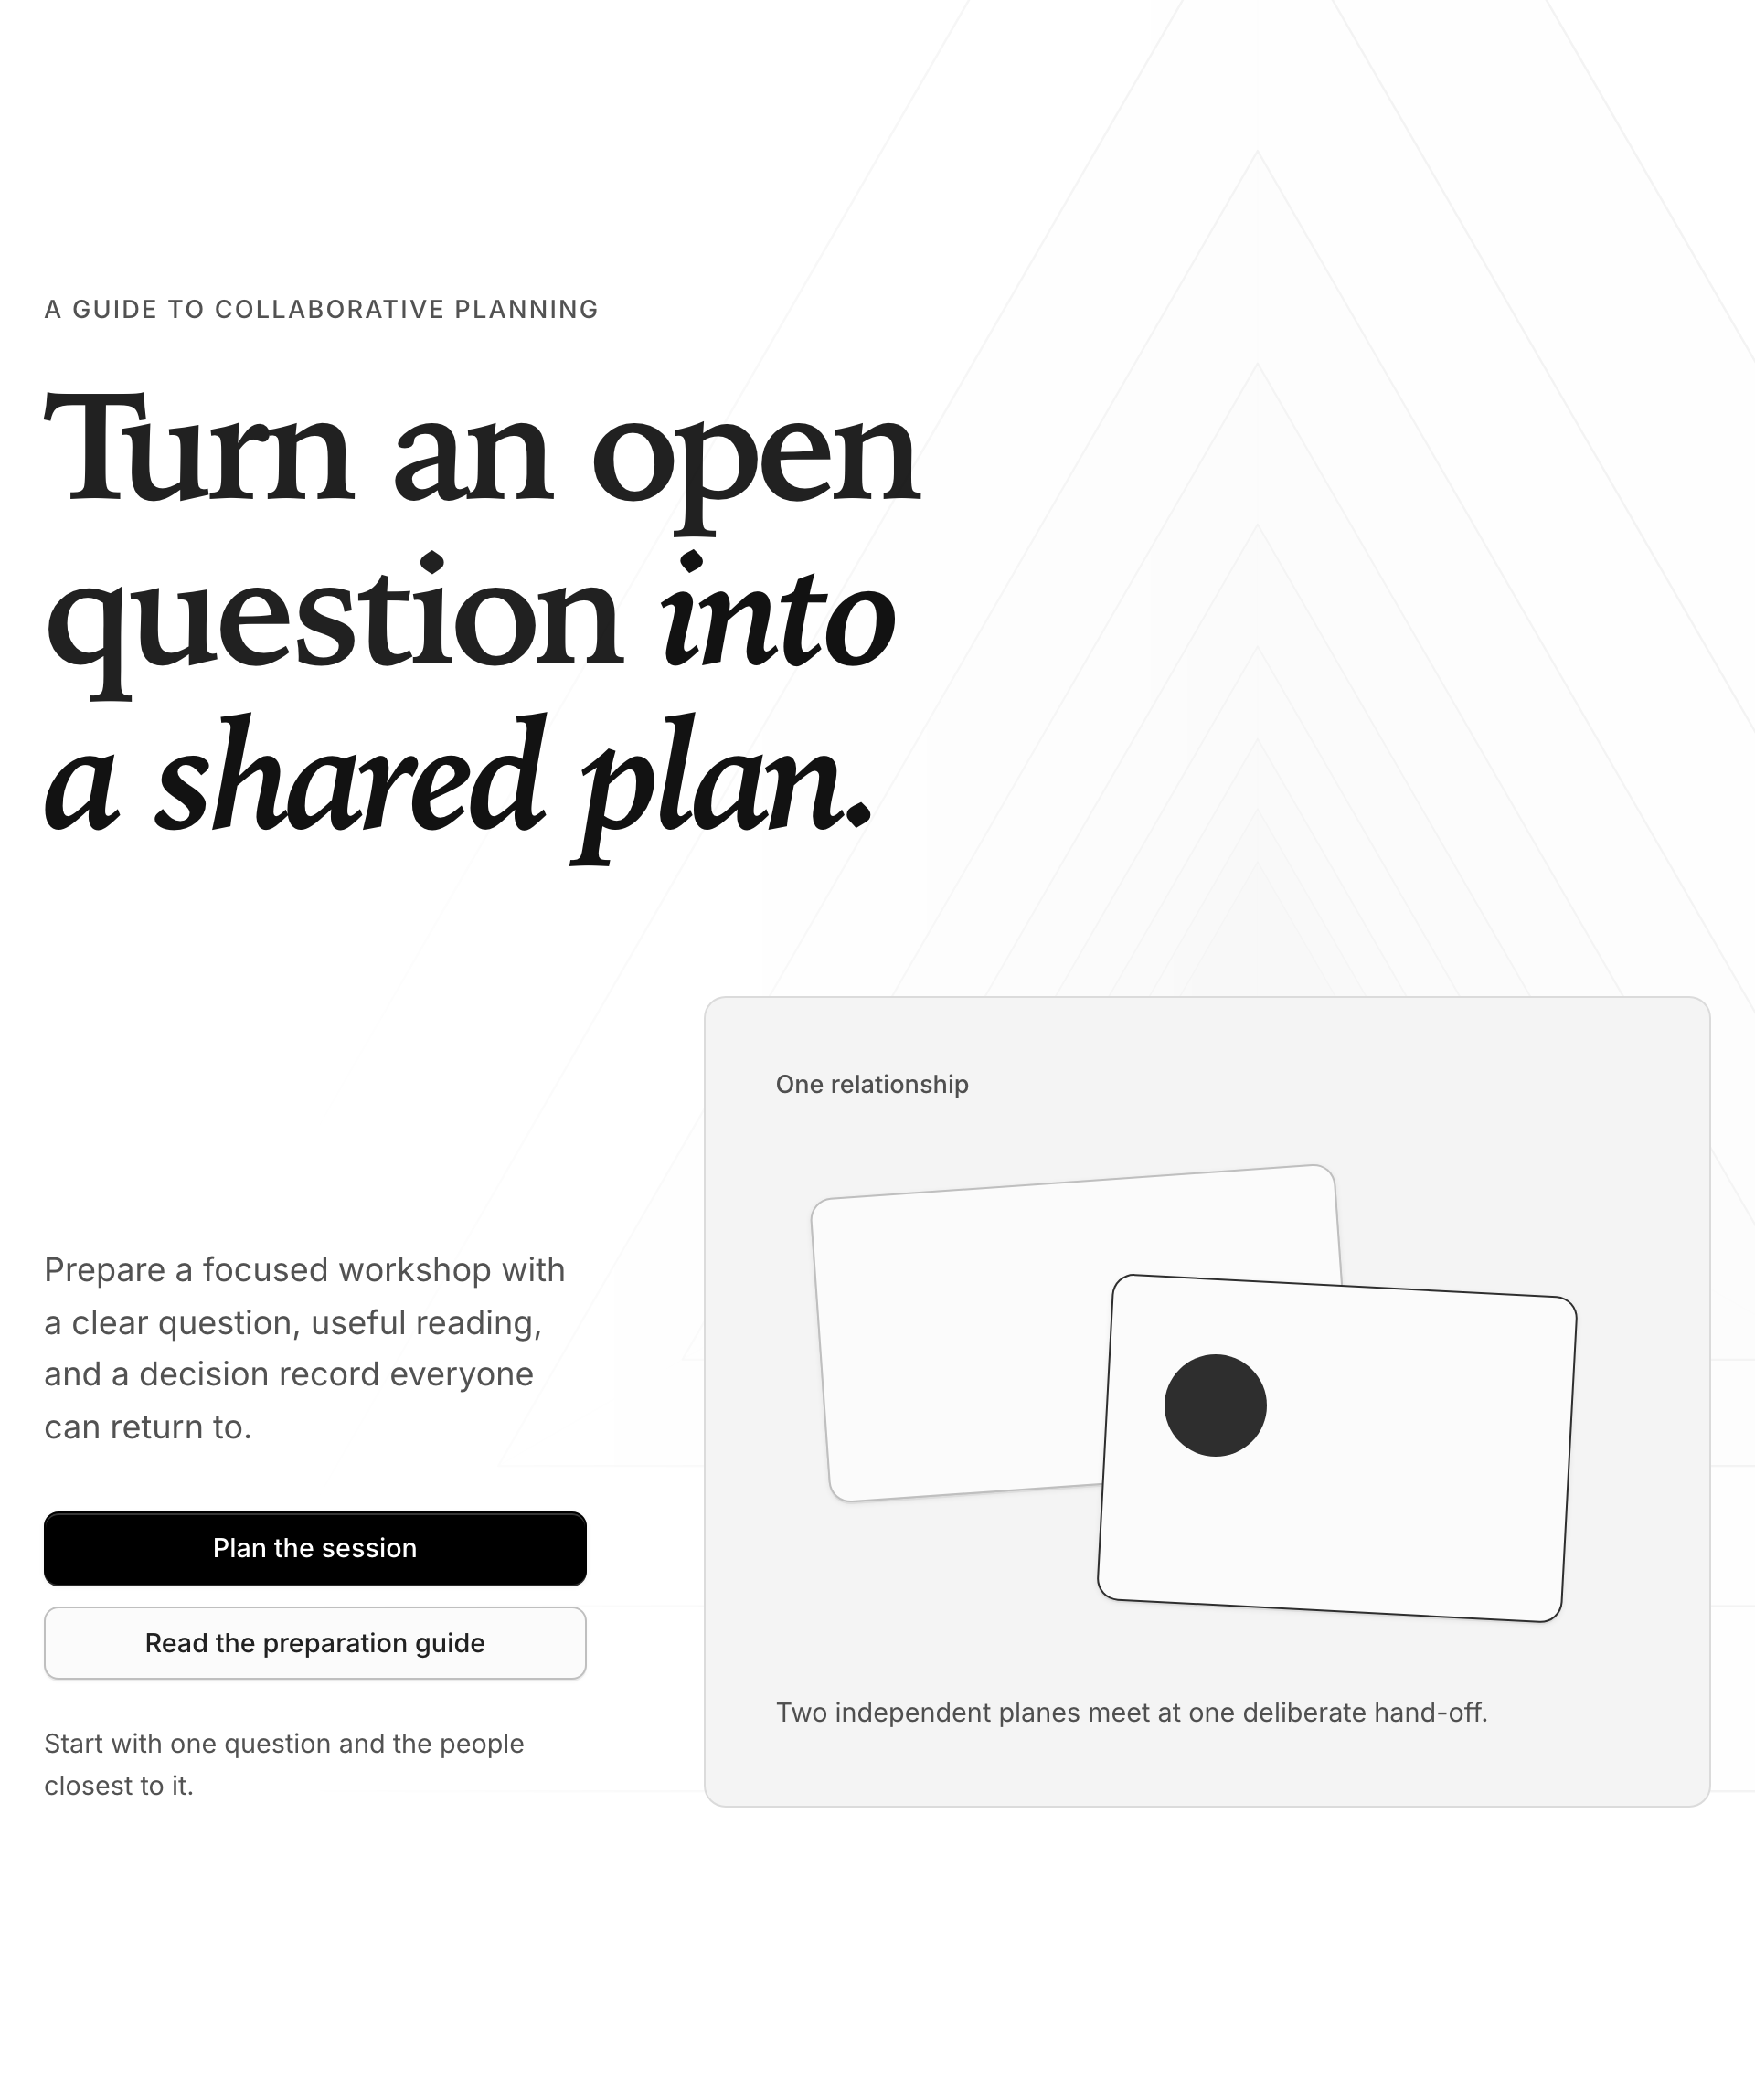 A GUIDE TO COLLABORATIVE PLANNING
Turn an open
question into
a shared plan.
Prepare a focused workshop with
a clear question, useful reading,
and a decision record everyone
can return to.
Plan the session
Read the preparation guide
Start with one question and the people
closest to it.
One relationship
Two independent planes meet at one deliberate hand-off.